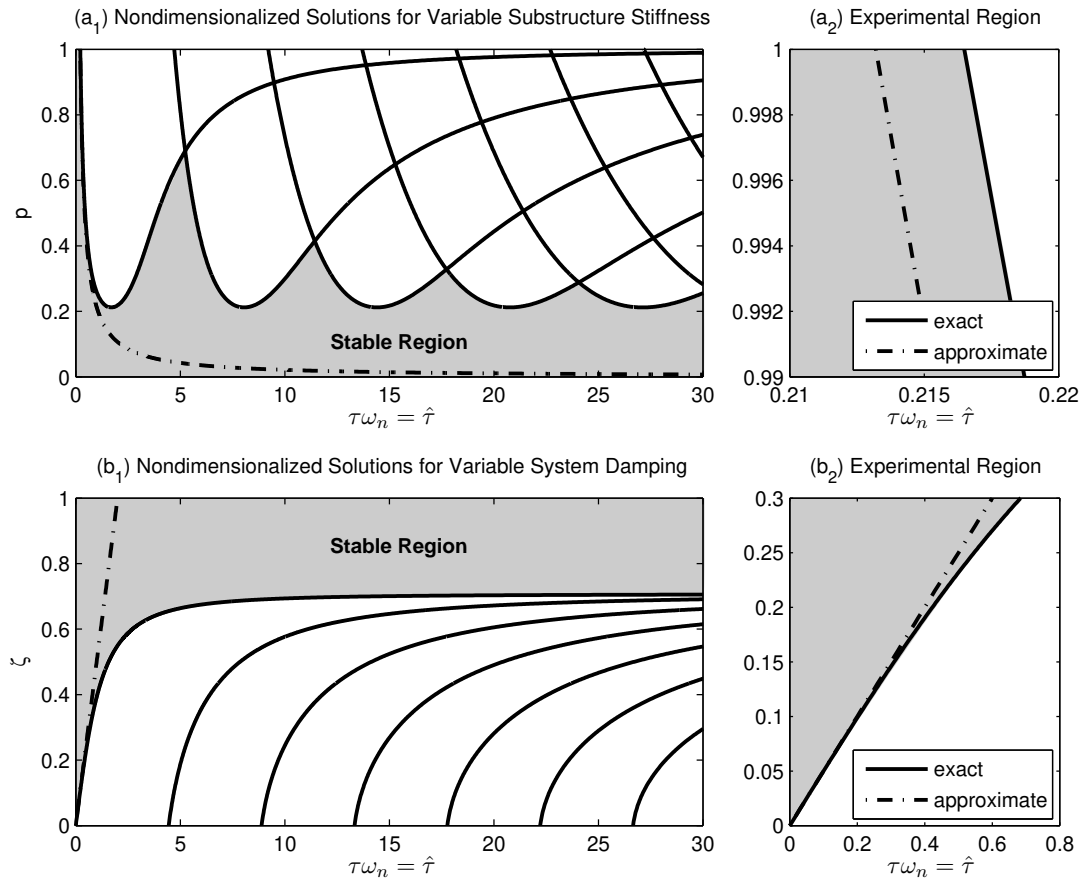 (a1) Nondimensionalized Solutions for Variable Substructure Stiffness
1
0.8
0.6
0.4
0.2
0
p
Stable Region
0 5 10 15 20 25 30
τωn = τ̂
(a2) Experimental Region
1
0.998
0.996
0.994
0.992
0.99
exact
approximate
0.21 0.215 0.22
τωn = τ̂
(b1) Nondimensionalized Solutions for Variable System Damping
1
0.8
0.6
0.4
0.2
0
ζ
Stable Region
0 5 10 15 20 25 30
τωn = τ̂
(b2) Experimental Region
0.3
0.25
0.2
0.15
0.1
0.05
0
exact
approximate
0 0.2 0.4 0.6 0.8
τωn = τ̂